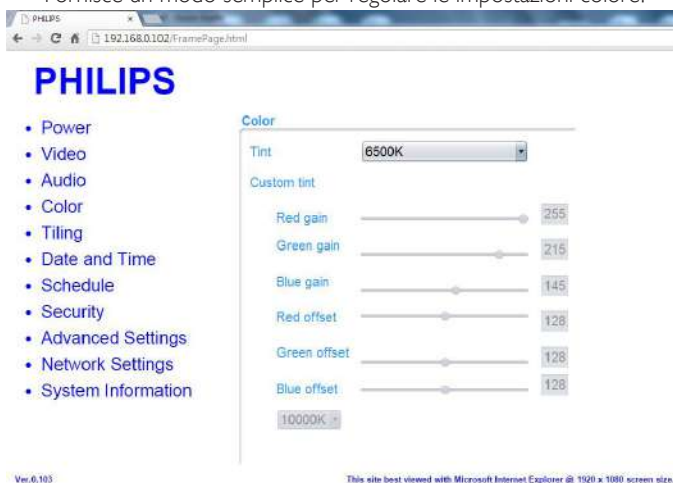 Fornisce un modo semplice per regolare le impostazioni colore.
PHILIPS
192.168.0.102/FramePage.html
PHILIPS
• Power
• Video
• Audio
• Color
• Tiling
• Date and Time
• Schedule
• Security
• Advanced Settings
• Network Settings
• System Information
Color
Tint 6500K
Custom tint
Red gain 255
Green gain 215
Blue gain 145
Red offset 128
Green offset 128
Blue offset 128
10000K
Ver.0.103
This site best viewed with Microsoft Internet Explorer @ 1920 x 1080 screen size.